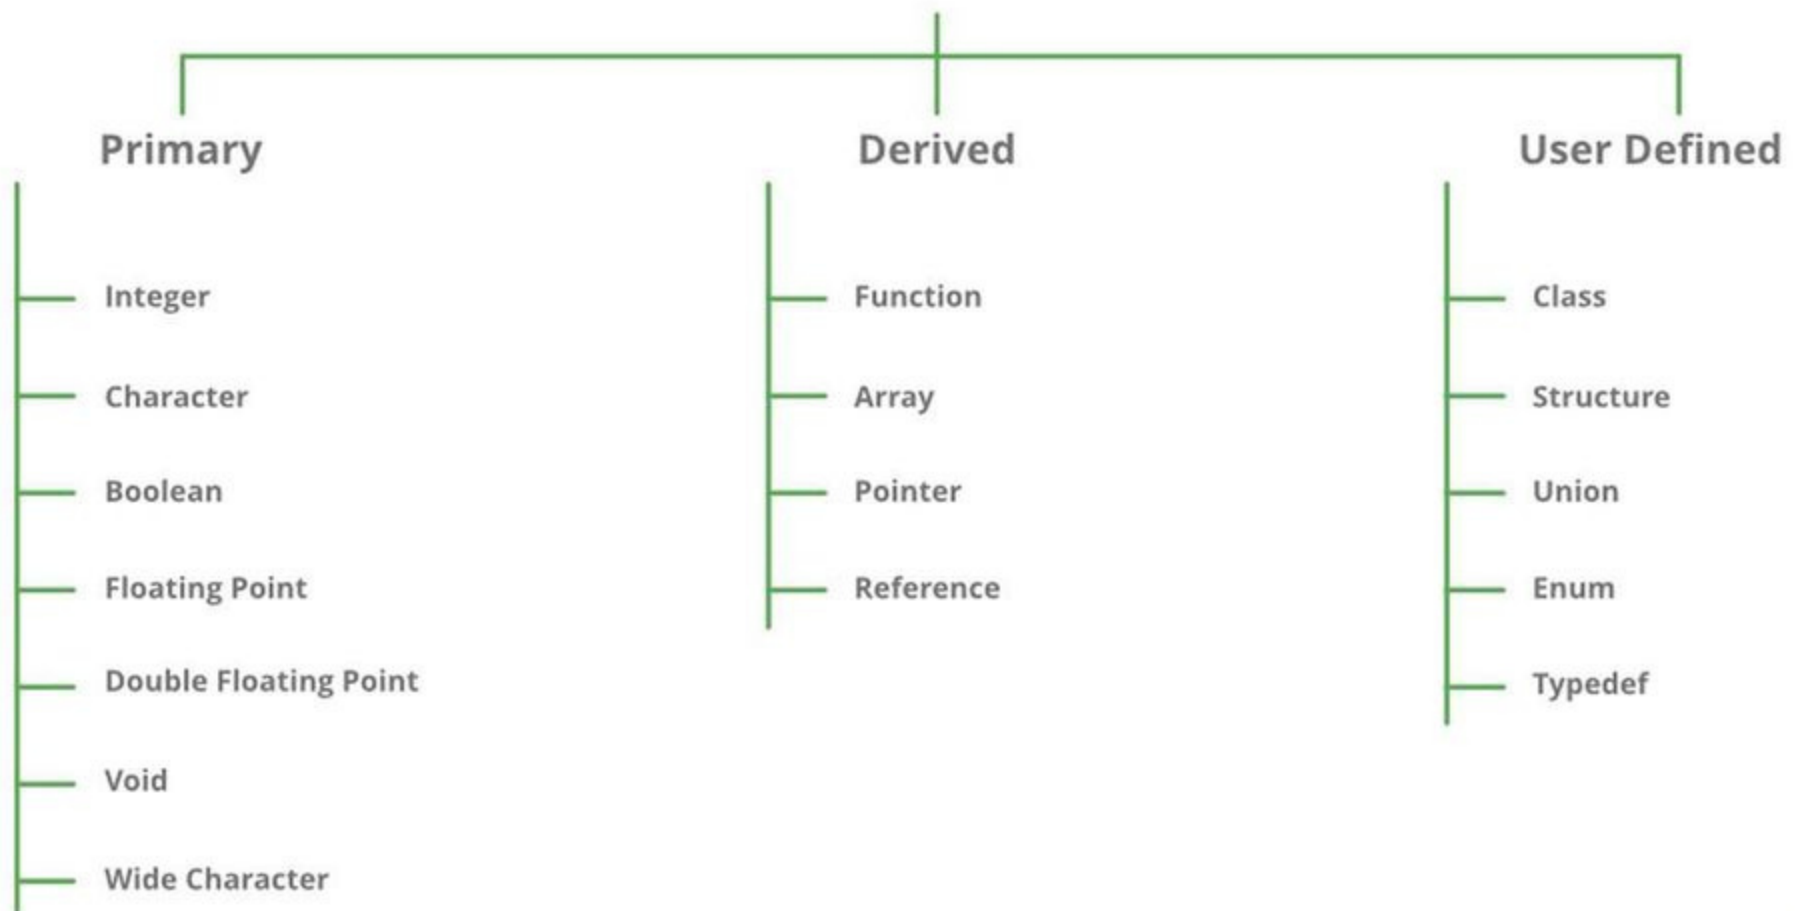 Primary
Integer
Character
Boolean
Floating Point
Double Floating Point
Void
Wide Character
Derived
Function
Array
Pointer
Reference
User Defined
Class
Structure
Union
Enum
Typedef